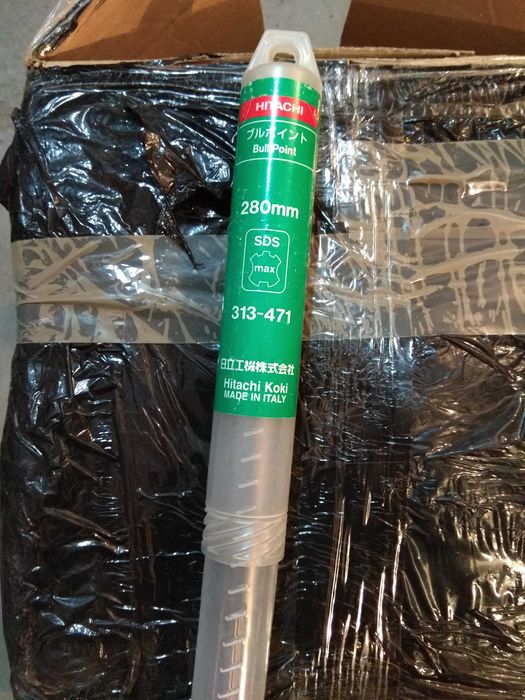 HITACHI
ブルポイント
Bull Point
280mm
SDS
max
313-471
日立工機株式会社
Hitachi Koki
MADE IN ITALY